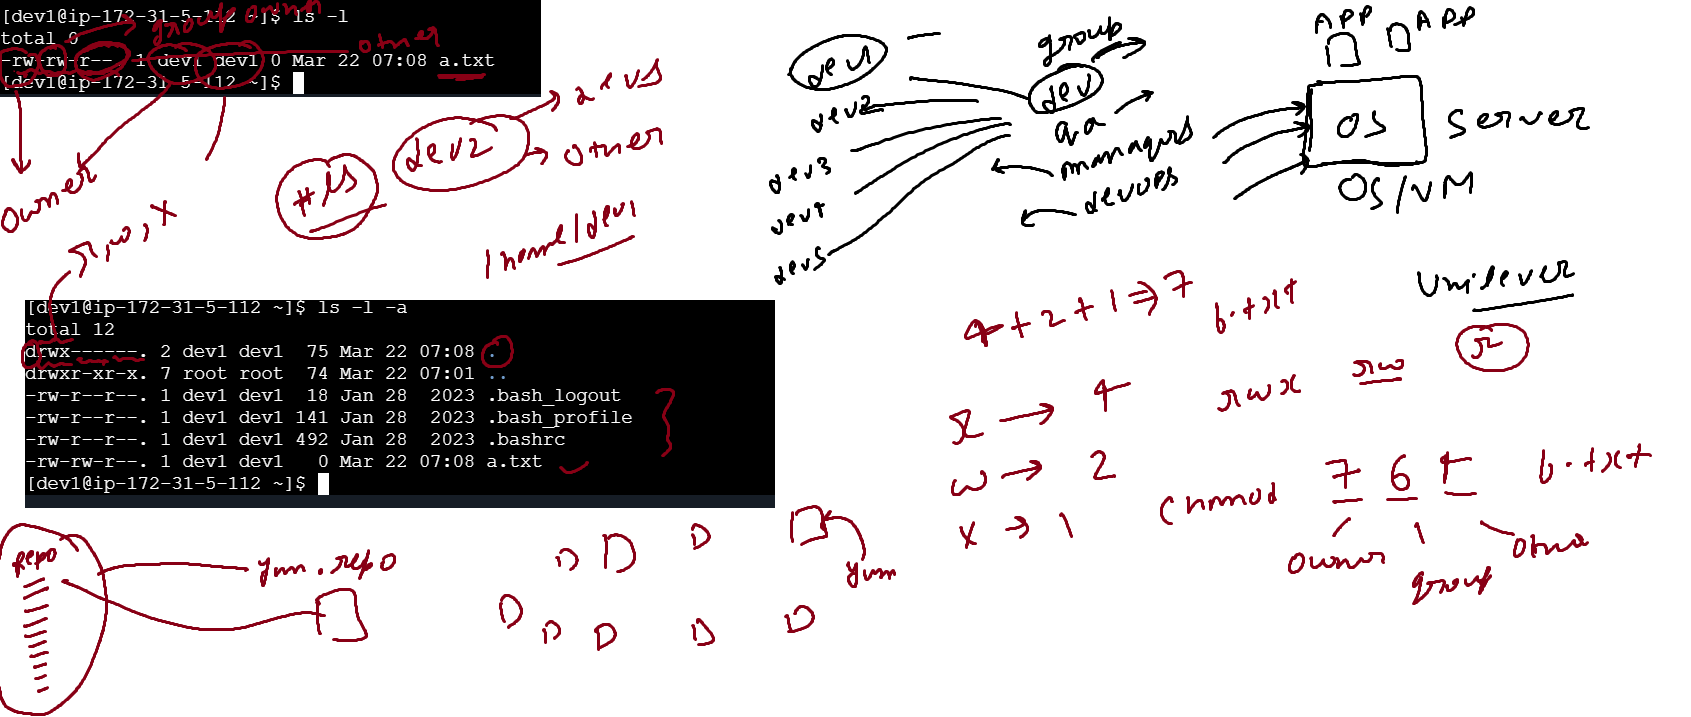 [dev1@ip-172-31-5-112 ~]$ ls -l
total 0
-rw-rw-r-- 1 dev1 dev1 0 Mar 22 07:08 a.txt
[dev1@ip-172-31-5-112 ~]$
group
other
owner
r, w, x
# ls
dev2
other
/home/dev1
[dev1@ip-172-31-5-112 ~]$ ls -l -a
total 12
drwx------. 2 dev1 dev1  75 Mar 22 07:08 .
drwxr-xr-x. 7 root root  74 Mar 22 07:01 ..
-rw-r--r--. 1 dev1 dev1  18 Jan 28  2023 .bash_logout
-rw-r--r--. 1 dev1 dev1 141 Jan 28  2023 .bash_profile
-rw-r--r--. 1 dev1 dev1 492 Jan 28  2023 .bashrc
-rw-rw-r--. 1 dev1 dev1   0 Mar 22 07:08 a.txt
[dev1@ip-172-31-5-112 ~]$
Repo
yum.repo
yum
dev1
dev2
dev3
dev4
dev5
group
dev
qa
managers
devops
APP
APP
OS
Server
OS/VM
Unilever
4+2+1 => 7
b.txt
r
r → 4
rwx
rw
w → 2
x → 1
chmod 7 6 4 b.txt
owner
group